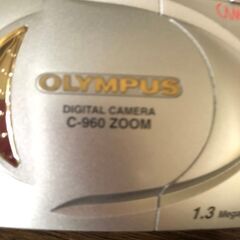 OLYMPUS
DIGITAL CAMERA
C-960 ZOOM
1.3